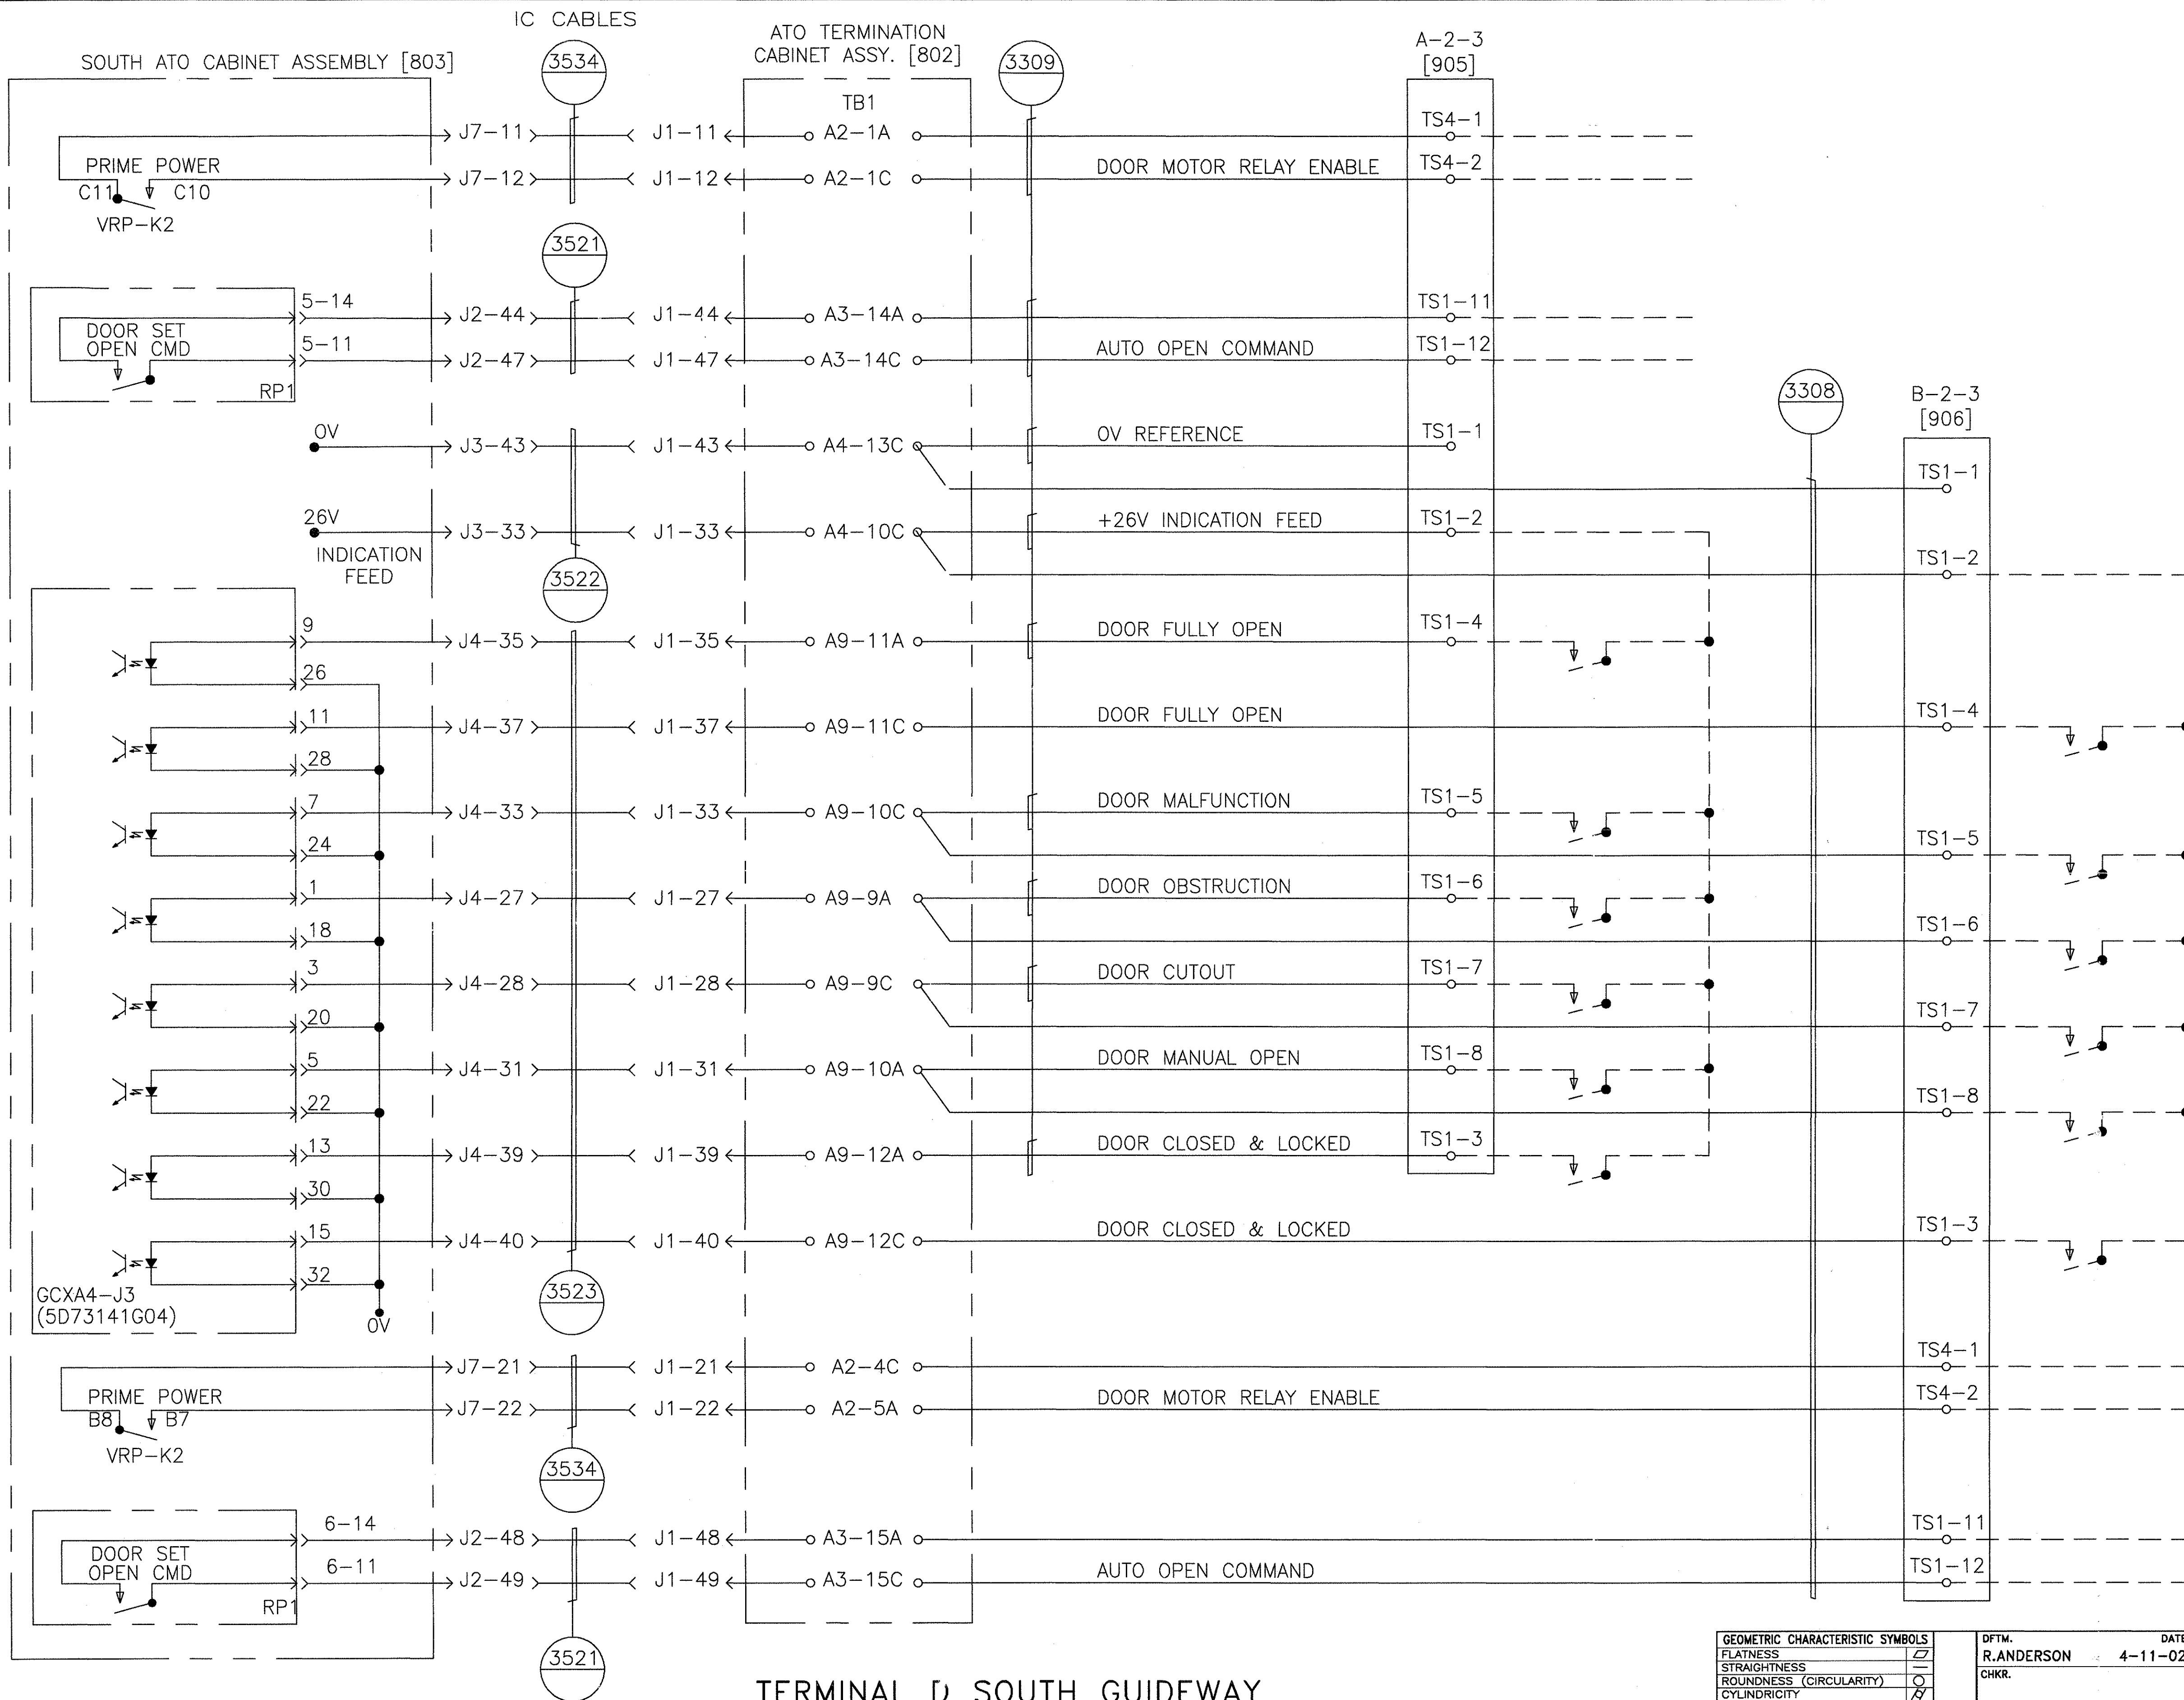 IC CABLES
SOUTH ATO CABINET ASSEMBLY [803]
3534
ATO TERMINATION
CABINET ASSY. [802]
3309
A-2-3
[905]
TB1
J7-11 J1-11 A2-1A TS4-1
PRIME POWER
C11 C10
VRP-K2
J7-12 J1-12 A2-1C DOOR MOTOR RELAY ENABLE TS4-2
3521
5-14 J2-44 J1-44 A3-14A TS1-11
DOOR SET
OPEN CMD
5-11 J2-47 J1-47 A3-14C AUTO OPEN COMMAND TS1-12
RP1
3308
B-2-3
[906]
0V J3-43 J1-43 A4-13C 0V REFERENCE TS1-1
TS1-1
26V J3-33 J1-33 A4-10C +26V INDICATION FEED TS1-2
INDICATION
FEED
TS1-2
3522
9 J4-35 J1-35 A9-11A DOOR FULLY OPEN TS1-4
26
11 J4-37 J1-37 A9-11C DOOR FULLY OPEN TS1-4
28
7 J4-33 J1-33 A9-10C DOOR MALFUNCTION TS1-5
24 TS1-5
1 J4-27 J1-27 A9-9A DOOR OBSTRUCTION TS1-6
18 TS1-6
3 J4-28 J1-28 A9-9C DOOR CUTOUT TS1-7
20 TS1-7
5 J4-31 J1-31 A9-10A DOOR MANUAL OPEN TS1-8
22 TS1-8
13 J4-39 J1-39 A9-12A DOOR CLOSED & LOCKED TS1-3
30
15 J4-40 J1-40 A9-12C DOOR CLOSED & LOCKED TS1-3
32
GCXA4-J3
(5D73141G04)
0V
3523
J7-21 J1-21 A2-4C TS4-1
PRIME POWER
B8 B7
VRP-K2
J7-22 J1-22 A2-5A DOOR MOTOR RELAY ENABLE TS4-2
3534
6-14 J2-48 J1-48 A3-15A TS1-11
DOOR SET
OPEN CMD
6-11 J2-49 J1-49 A3-15C AUTO OPEN COMMAND TS1-12
RP1
3521
TERMINAL D SOUTH GUIDEWAY
GEOMETRIC CHARACTERISTIC SYMBOLS
FLATNESS
STRAIGHTNESS
ROUNDNESS (CIRCULARITY)
CYLINDRICITY
DFTM. DATE
R.ANDERSON 4-11-02
CHKR.